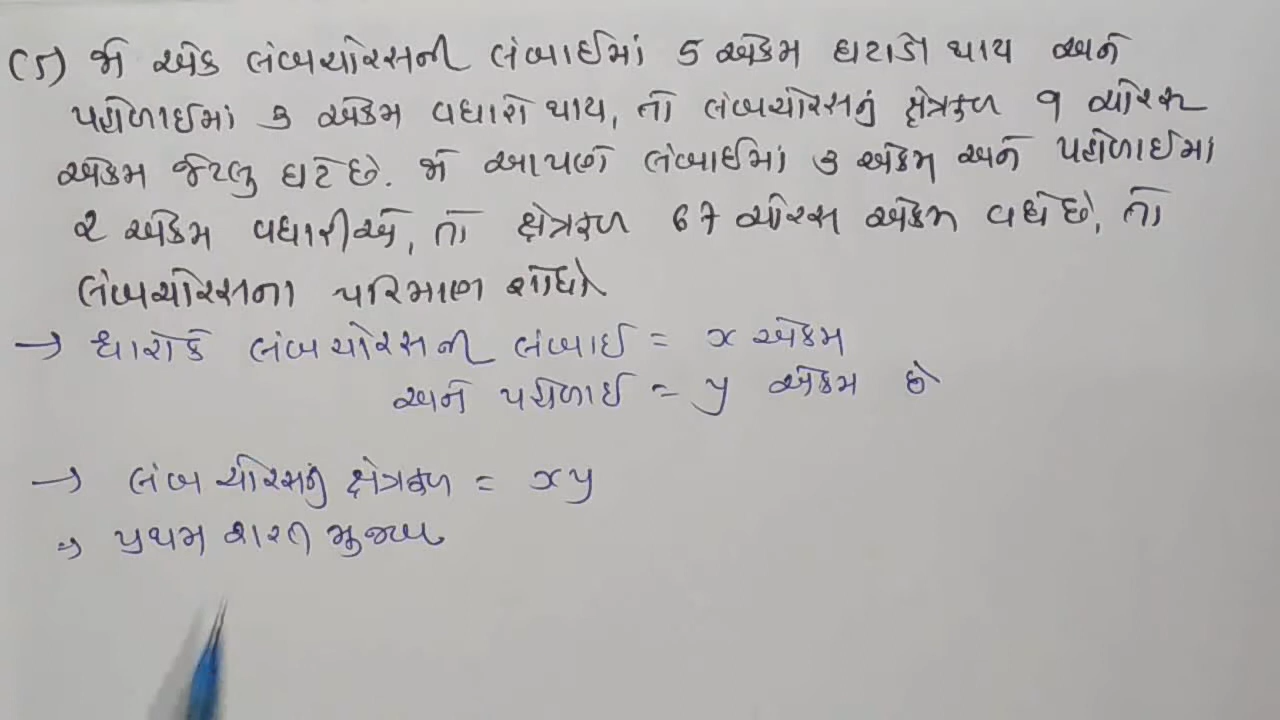 (5) જો એક લંબચોરસની લંબાઈમાં 5 એકમ ઘટાડો થાય અને
પહોળાઈમાં 3 એકમ વધારો થાય, તો લંબચોરસનું ક્ષેત્રફળ 9 ચોરસ
એકમ જેટલુ ઘટે છે. જો આપણે લંબાઈમાં 3 એકમ અને પહોળાઈમાં
2 એકમ વધારીએ, તો ક્ષેત્રફળ 67 ચોરસ એકમ વધે છે, તો
લંબચોરસના પરિમાણ શોધો.
→ ધારોકે લંબચોરસની લંબાઈ = x એકમ
અને પહોળાઈ = y એકમ છે
→ લંબચોરસનું ક્ષેત્રફળ = xy
⇒ પ્રથમ શરત મુજબ